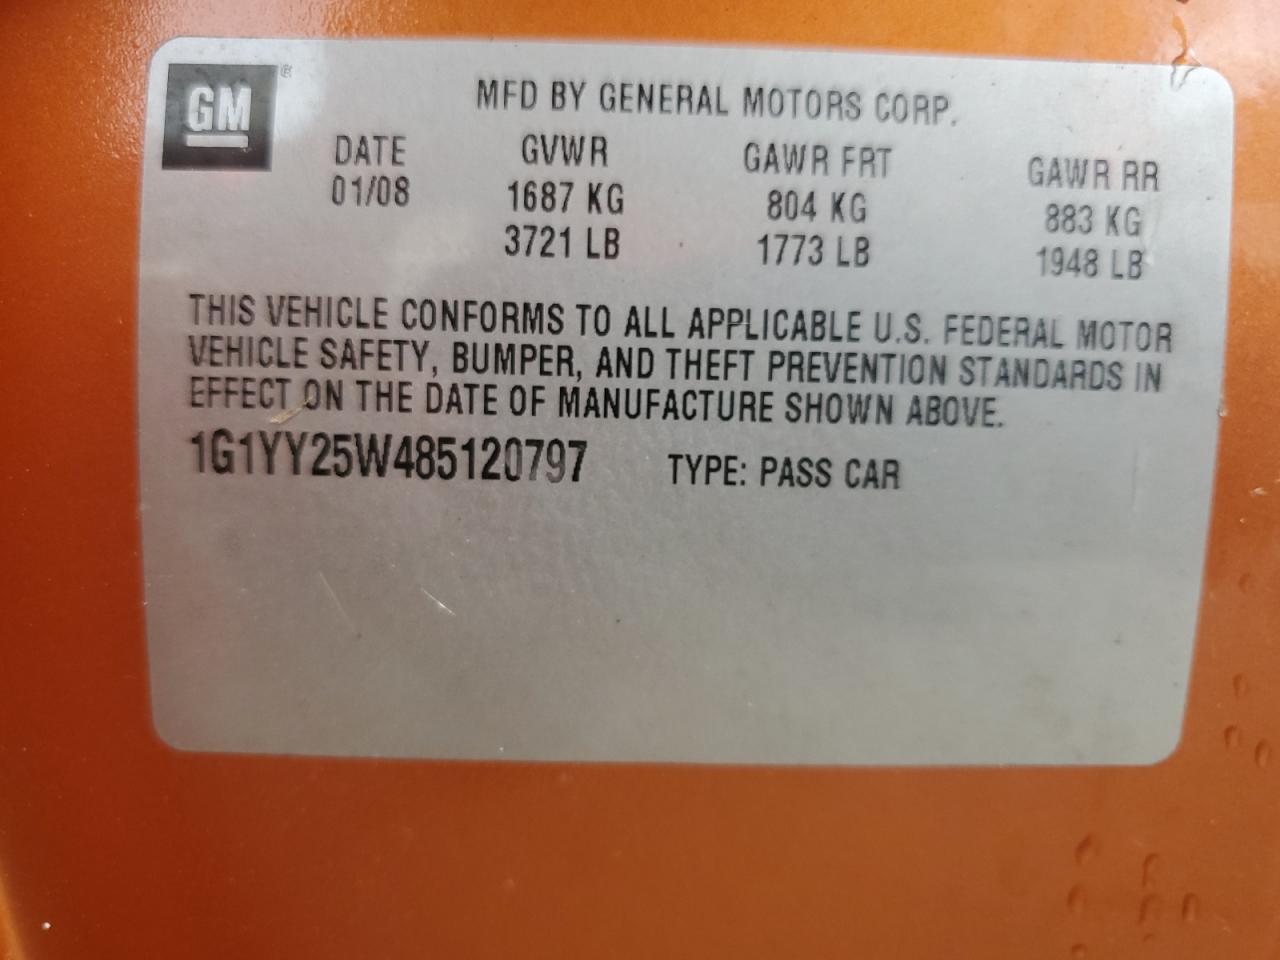 GM
MFD BY GENERAL MOTORS CORP.
DATE GVWR GAWR FRT GAWR RR
01/08 1687 KG 804 KG 883 KG
3721 LB 1773 LB 1948 LB
THIS VEHICLE CONFORMS TO ALL APPLICABLE U.S. FEDERAL MOTOR
VEHICLE SAFETY, BUMPER, AND THEFT PREVENTION STANDARDS IN
EFFECT ON THE DATE OF MANUFACTURE SHOWN ABOVE.
1G1YY25W485120797 TYPE: PASS CAR